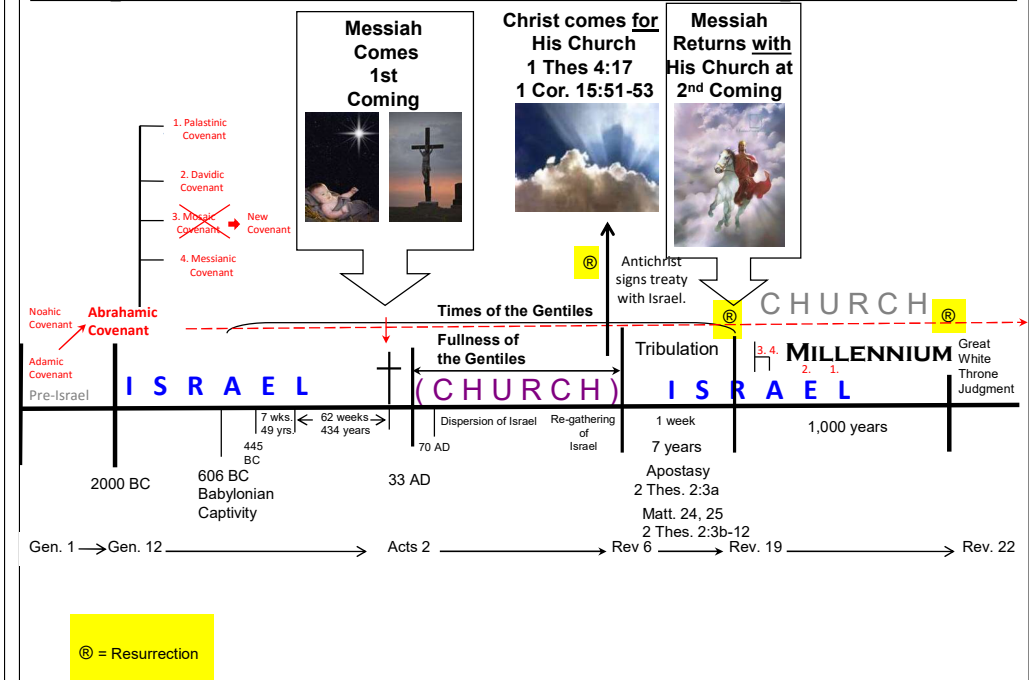 Messiah
Comes
1st
Coming
Christ comes for
His Church
1 Thes 4:17
1 Cor. 15:51-53
Messiah
Returns with
His Church at
2nd Coming
1. Palastinic
Covenant
2. Davidic
Covenant
3. Mosaic
Covenant
New
Covenant
4. Messianic
Covenant
Noahic
Covenant
Abrahamic
Covenant
Adamic
Covenant
Pre-Israel
®
Antichrist
signs treaty
with Israel.
®
CHURCH
®
Times of the Gentiles
Fullness of
the Gentiles
Tribulation
3. 4.
MILLENNIUM
2. 1.
Great
White
Throne
Judgment
ISRAEL
(CHURCH)
ISRAEL
7 wks.
49 yrs.
62 weeks
434 years
Dispersion of Israel
Re-gathering
of
Israel
1 week
7 years
1,000 years
445
BC
70 AD
2000 BC
606 BC
Babylonian
Captivity
33 AD
Apostasy
2 Thes. 2:3a
Matt. 24, 25
2 Thes. 2:3b-12
Gen. 1
Gen. 12
Acts 2
Rev 6
Rev. 19
Rev. 22
® = Resurrection